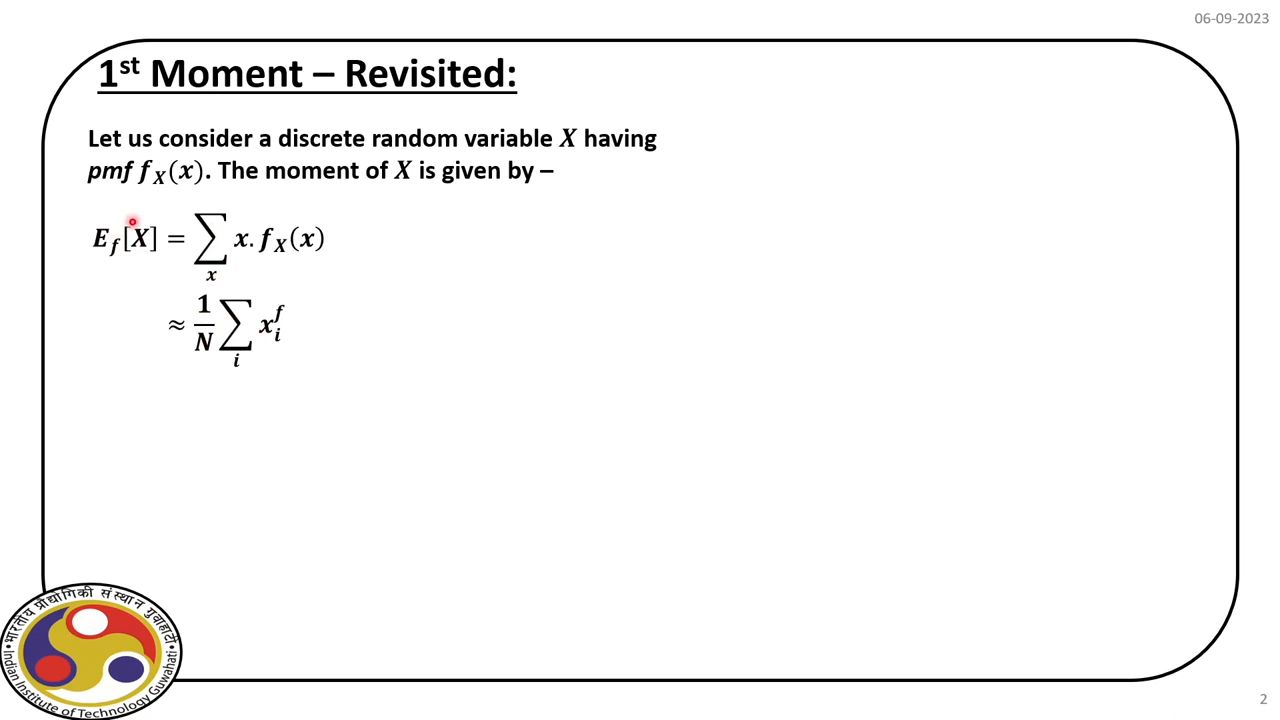 06-09-2023
1st Moment – Revisited:
Let us consider a discrete random variable X having
pmf f_X(x). The moment of X is given by –
E_f[X] = ∑_x x. f_X(x)
≈ 1/N ∑_i x_i^f
भारतीय प्रौद्योगिकी संस्थान गुवाहाटी
Indian Institute of Technology Guwahati
2